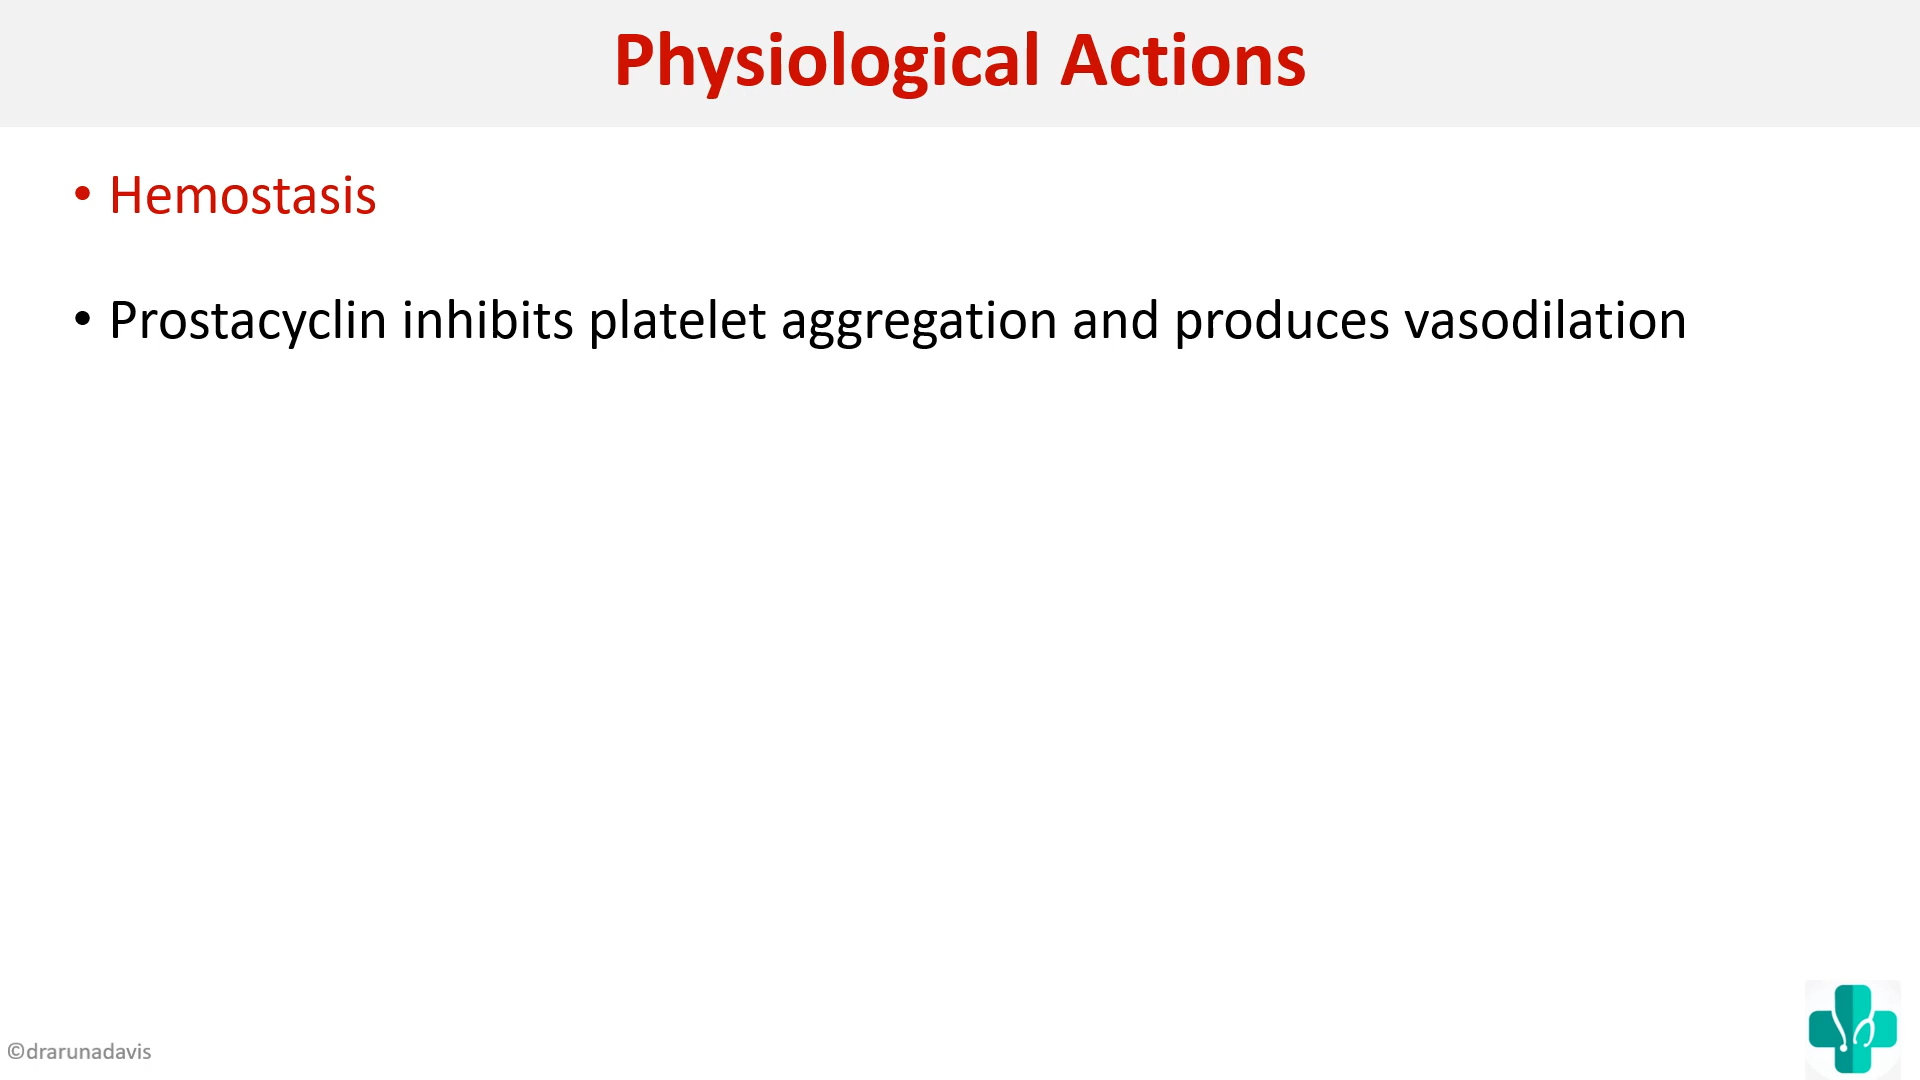 Physiological Actions
• Hemostasis
• Prostacyclin inhibits platelet aggregation and produces vasodilation
©drarunadavis